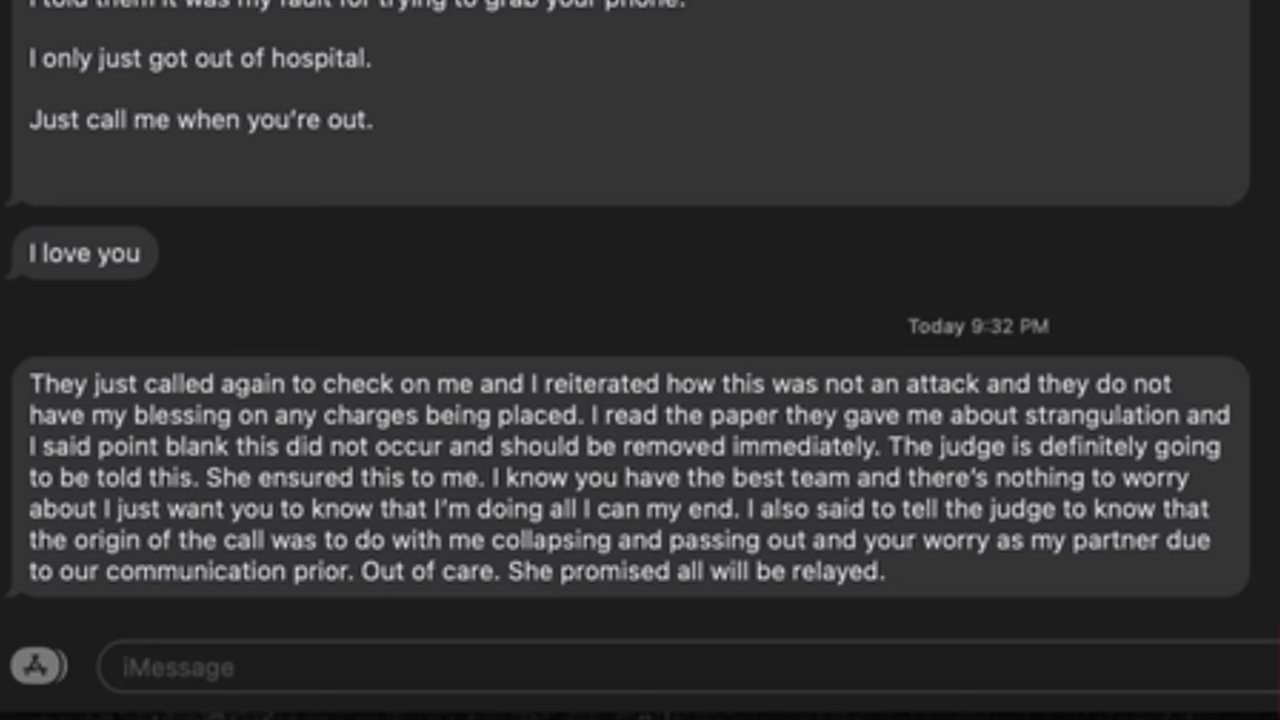 I told them it was my fault for trying to grab your phone.
I only just got out of hospital.
Just call me when you're out.
I love you
Today 9:32 PM
They just called again to check on me and I reiterated how this was not an attack and they do not
have my blessing on any charges being placed. I read the paper they gave me about strangulation and
I said point blank this did not occur and should be removed immediately. The judge is definitely going
to be told this. She ensured this to me. I know you have the best team and there's nothing to worry
about I just want you to know that I'm doing all I can my end. I also said to tell the judge to know that
the origin of the call was to do with me collapsing and passing out and your worry as my partner due
to our communication prior. Out of care. She promised all will be relayed.
iMessage